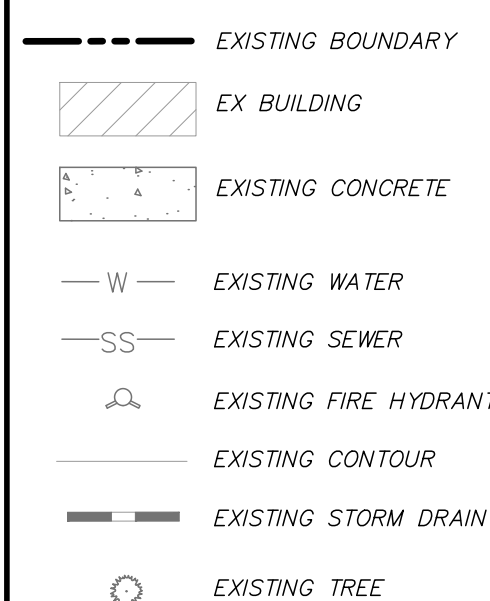 EXISTING BOUNDARY
EX BUILDING
EXISTING CONCRETE
W EXISTING WATER
SS EXISTING SEWER
EXISTING FIRE HYDRANT
EXISTING CONTOUR
EXISTING STORM DRAIN
EXISTING TREE